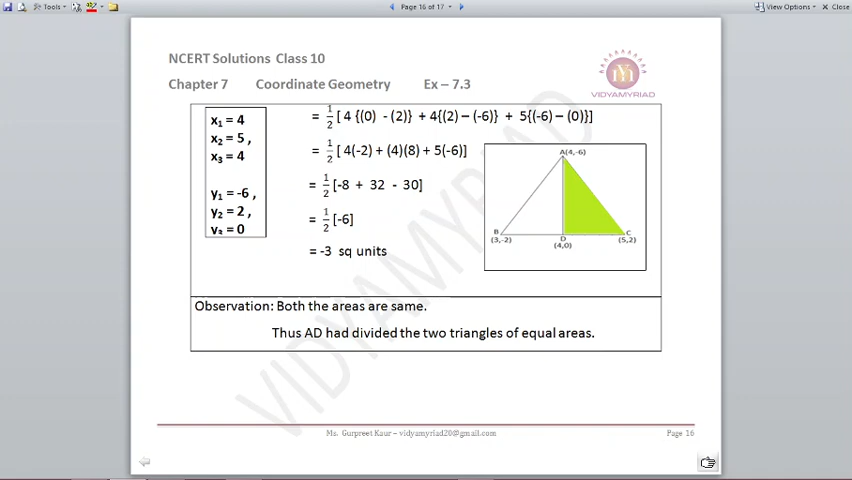 Tools Page 16 of 17 View Options Close
NCERT Solutions Class 10
Chapter 7 Coordinate Geometry Ex – 7.3
VIDYAMYRIAD
x₁ = 4
x₂ = 5 ,
x₃ = 4
y₁ = -6 ,
y₂ = 2 ,
y₃ = 0
= 1/2 [ 4 {(0) - (2)} + 4{(2) – (-6)} + 5{(-6) – (0)}]
= 1/2 [ 4(-2) + (4)(8) + 5(-6)]
= 1/2 [-8 + 32 - 30]
= 1/2 [-6]
= -3 sq units
A(4,-6)
B
(3,-2)
D
(4,0)
C
(5,2)
Observation: Both the areas are same.
Thus AD had divided the two triangles of equal areas.
VIDYAMYRIAD
Ms. Gurpreet Kaur – vidyamyriad20@gmail.com Page 16